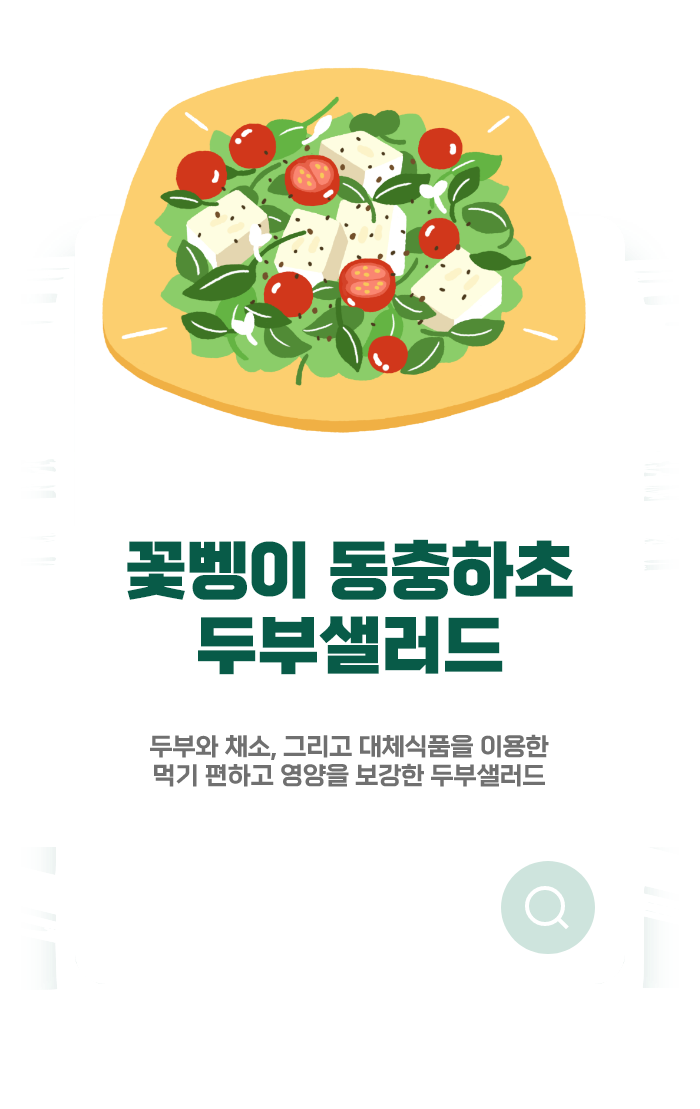 꽃벵이 동충하초
두부샐러드
두부와 채소, 그리고 대체식품을 이용한
먹기 편하고 영양을 보강한 두부샐러드